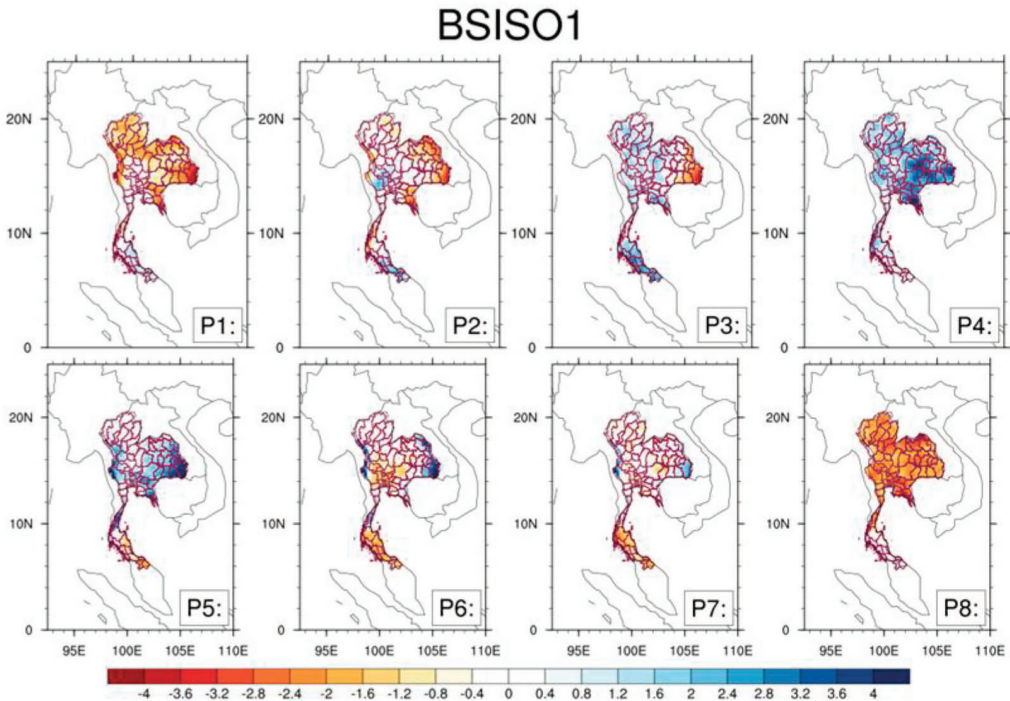 BSISO1
20N 20N 20N 20N
10N 10N 10N 10N
0 0 0 0
P1: P2: P3: P4:
20N 20N 20N 20N
10N 10N 10N 10N
0 0 0 0
P5: P6: P7: P8:
95E 100E 105E 110E 95E 100E 105E 110E 95E 100E 105E 110E 95E 100E 105E 110E
-4 -3.6 -3.2 -2.8 -2.4 -2 -1.6 -1.2 -0.8 -0.4 0 0.4 0.8 1.2 1.6 2 2.4 2.8 3.2 3.6 4